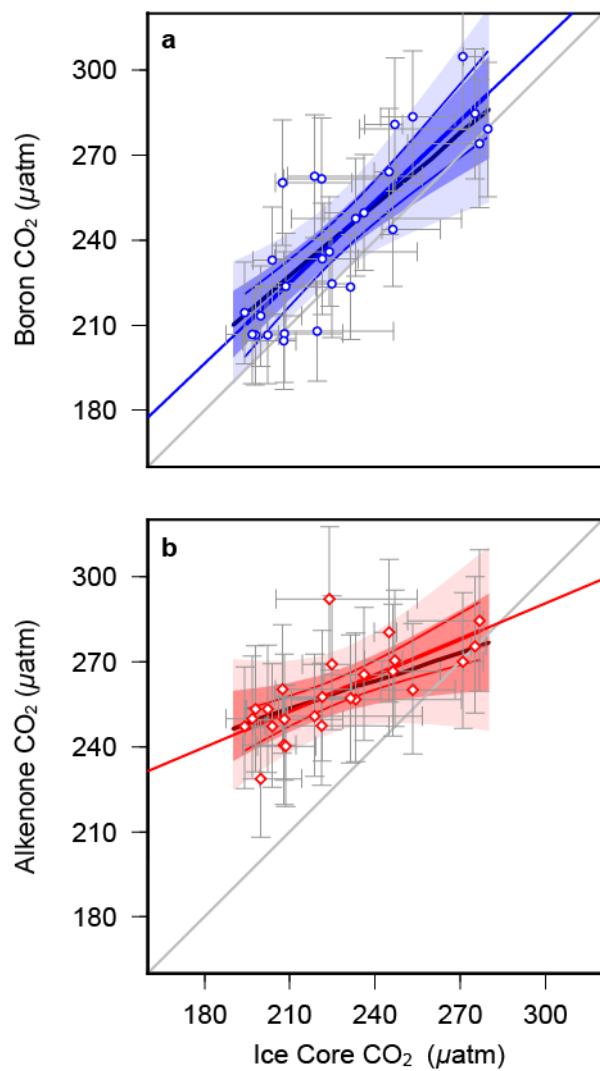 a
300
270
240
210
180
Boron CO₂ (µatm)
b
300
270
240
210
180
Alkenone CO₂ (µatm)
180 210 240 270 300
Ice Core CO₂ (µatm)